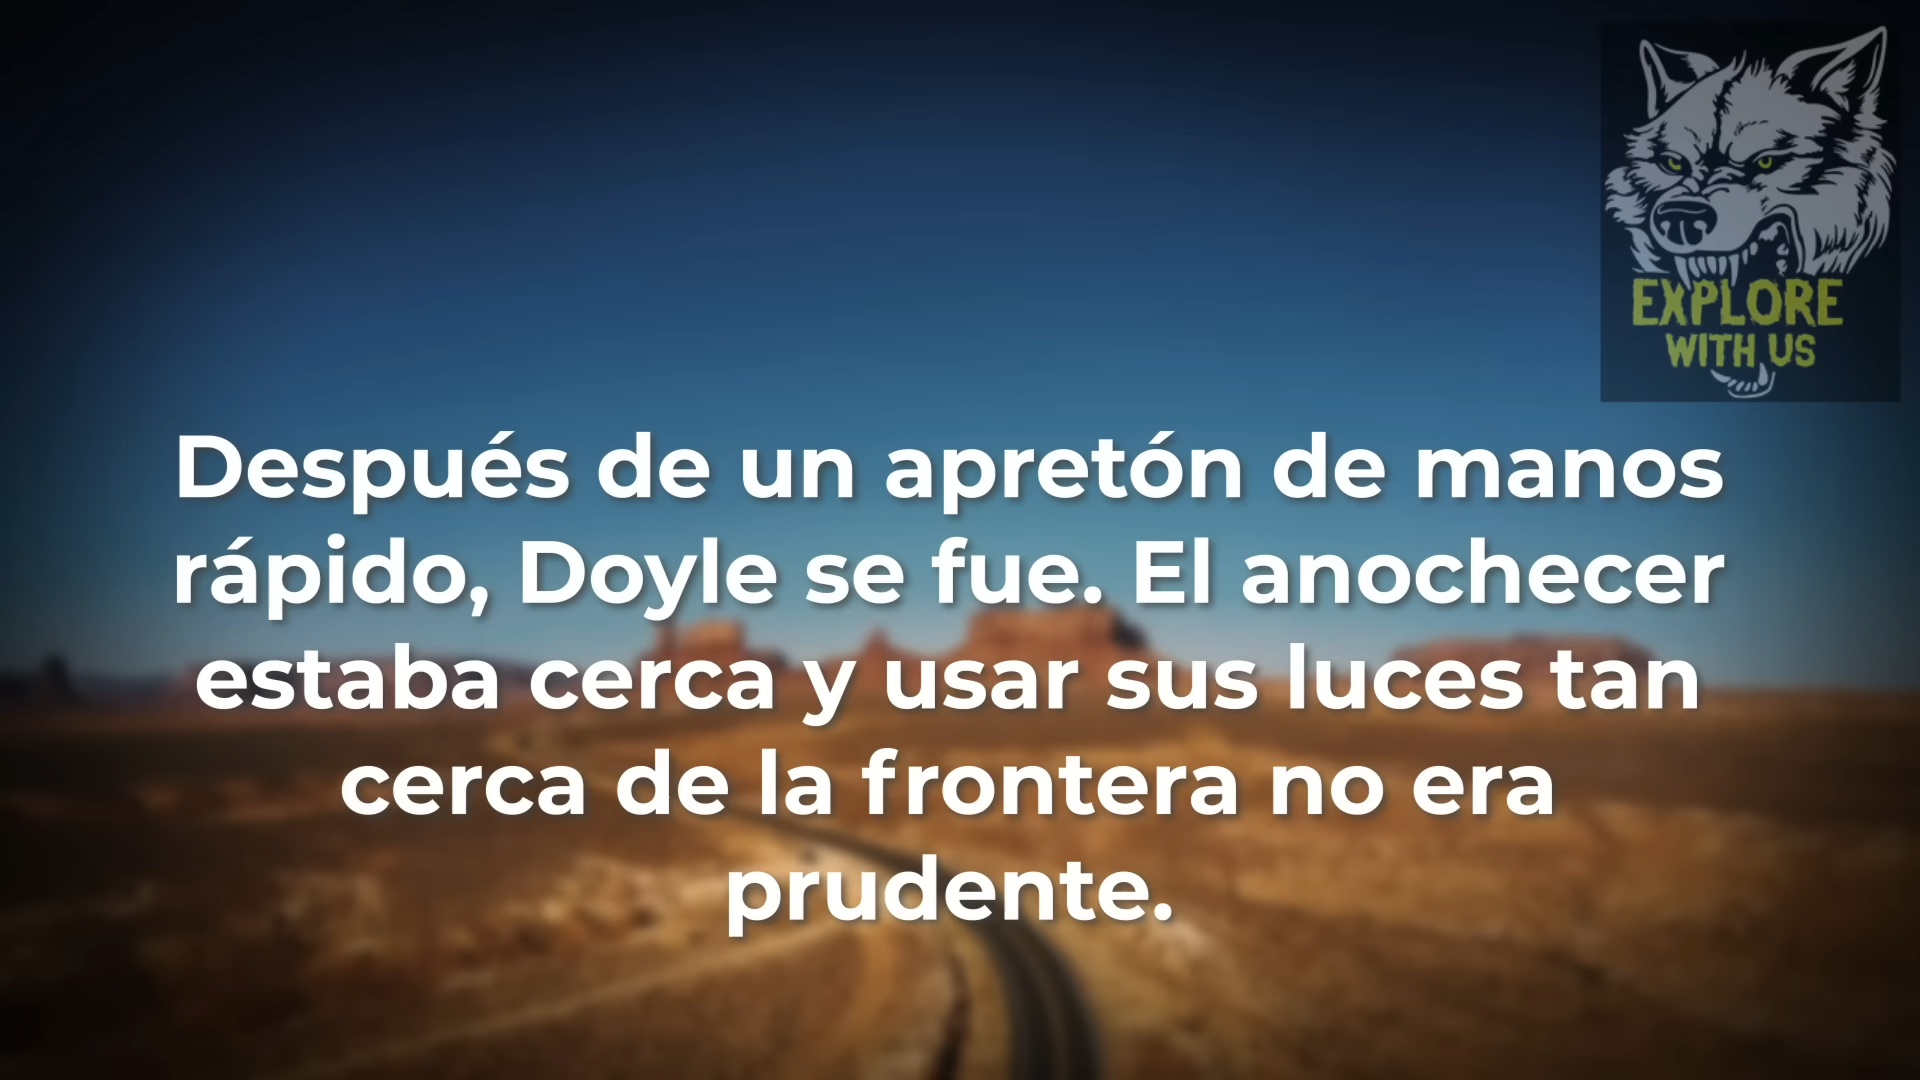 EXPLORE
WITH US
Después de un apretón de manos
rápido, Doyle se fue. El anochecer
estaba cerca y usar sus luces tan
cerca de la frontera no era
prudente.